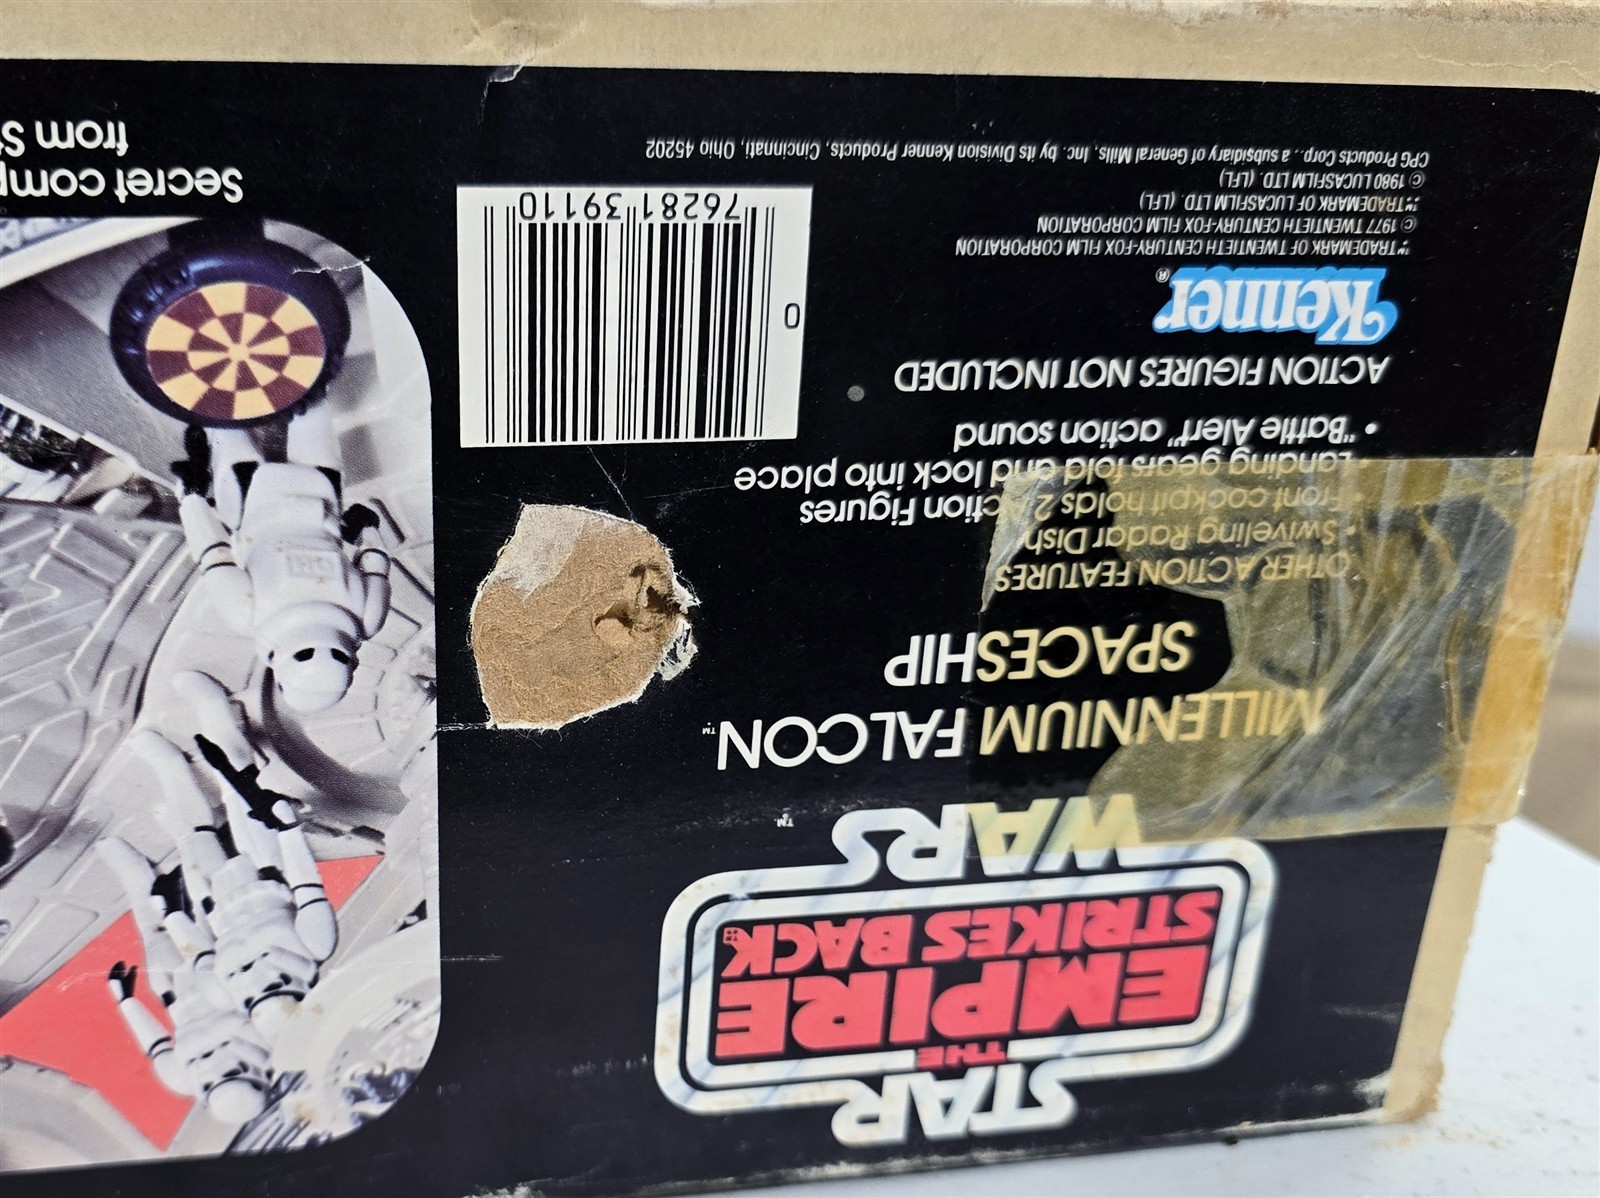 STAR
THE
EMPIRE
STRIKES BACK
WARS™
MILLENNIUM FALCON™
SPACESHIP
OTHER ACTION FEATURES
• Swiveling Radar Dish
• Front cockpit holds 2 Action Figures
• Landing gears fold and lock into place
• "Battle Alert" action sound
ACTION FIGURES NOT INCLUDED
Kenner®
™TRADEMARK OF TWENTIETH CENTURY-FOX FILM CORPORATION
© 1977 TWENTIETH CENTURY-FOX FILM CORPORATION
™TRADEMARK OF LUCASFILM LTD. (LFL)
© 1980 LUCASFILM LTD. (LFL)
CPG Products Corp., a subsidiary of General Mills, Inc. by its Division Kenner Products, Cincinnati, Ohio 45202
0
76281 39110
Secret comp
from S